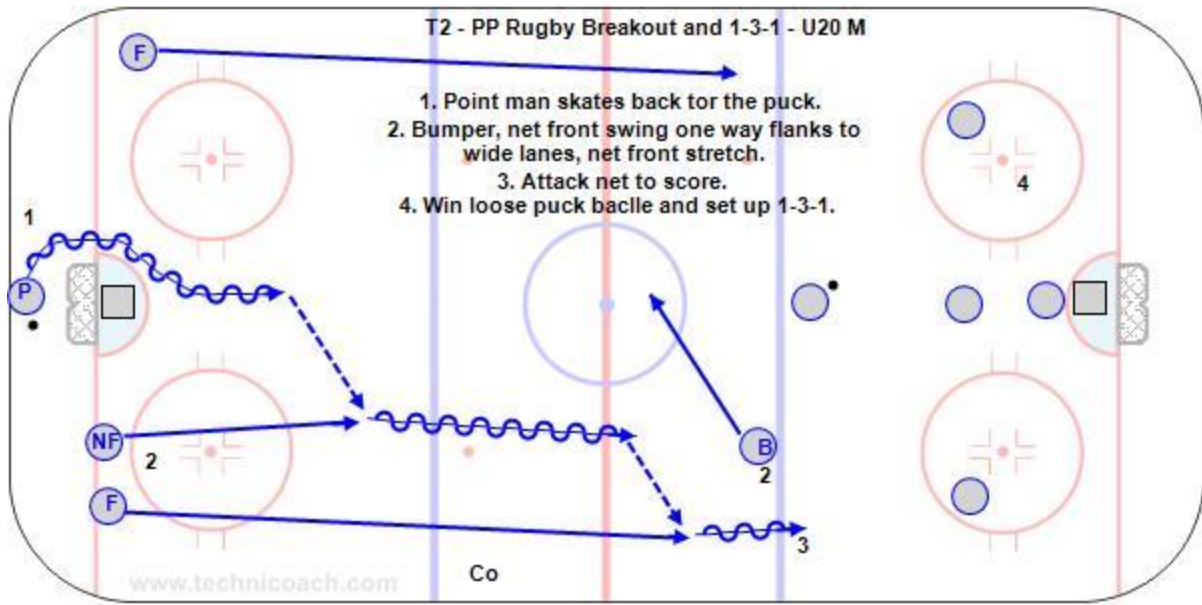 T2 - PP Rugby Breakout and 1-3-1 - U20 M
F
1. Point man skates back tor the puck.
2. Bumper, net front swing one way flanks to
wide lanes, net front stretch.
3. Attack net to score.
4. Win loose puck baclle and set up 1-3-1.
4
1
P
NF
2
B
2
F
3
Co
www.technicoach.com